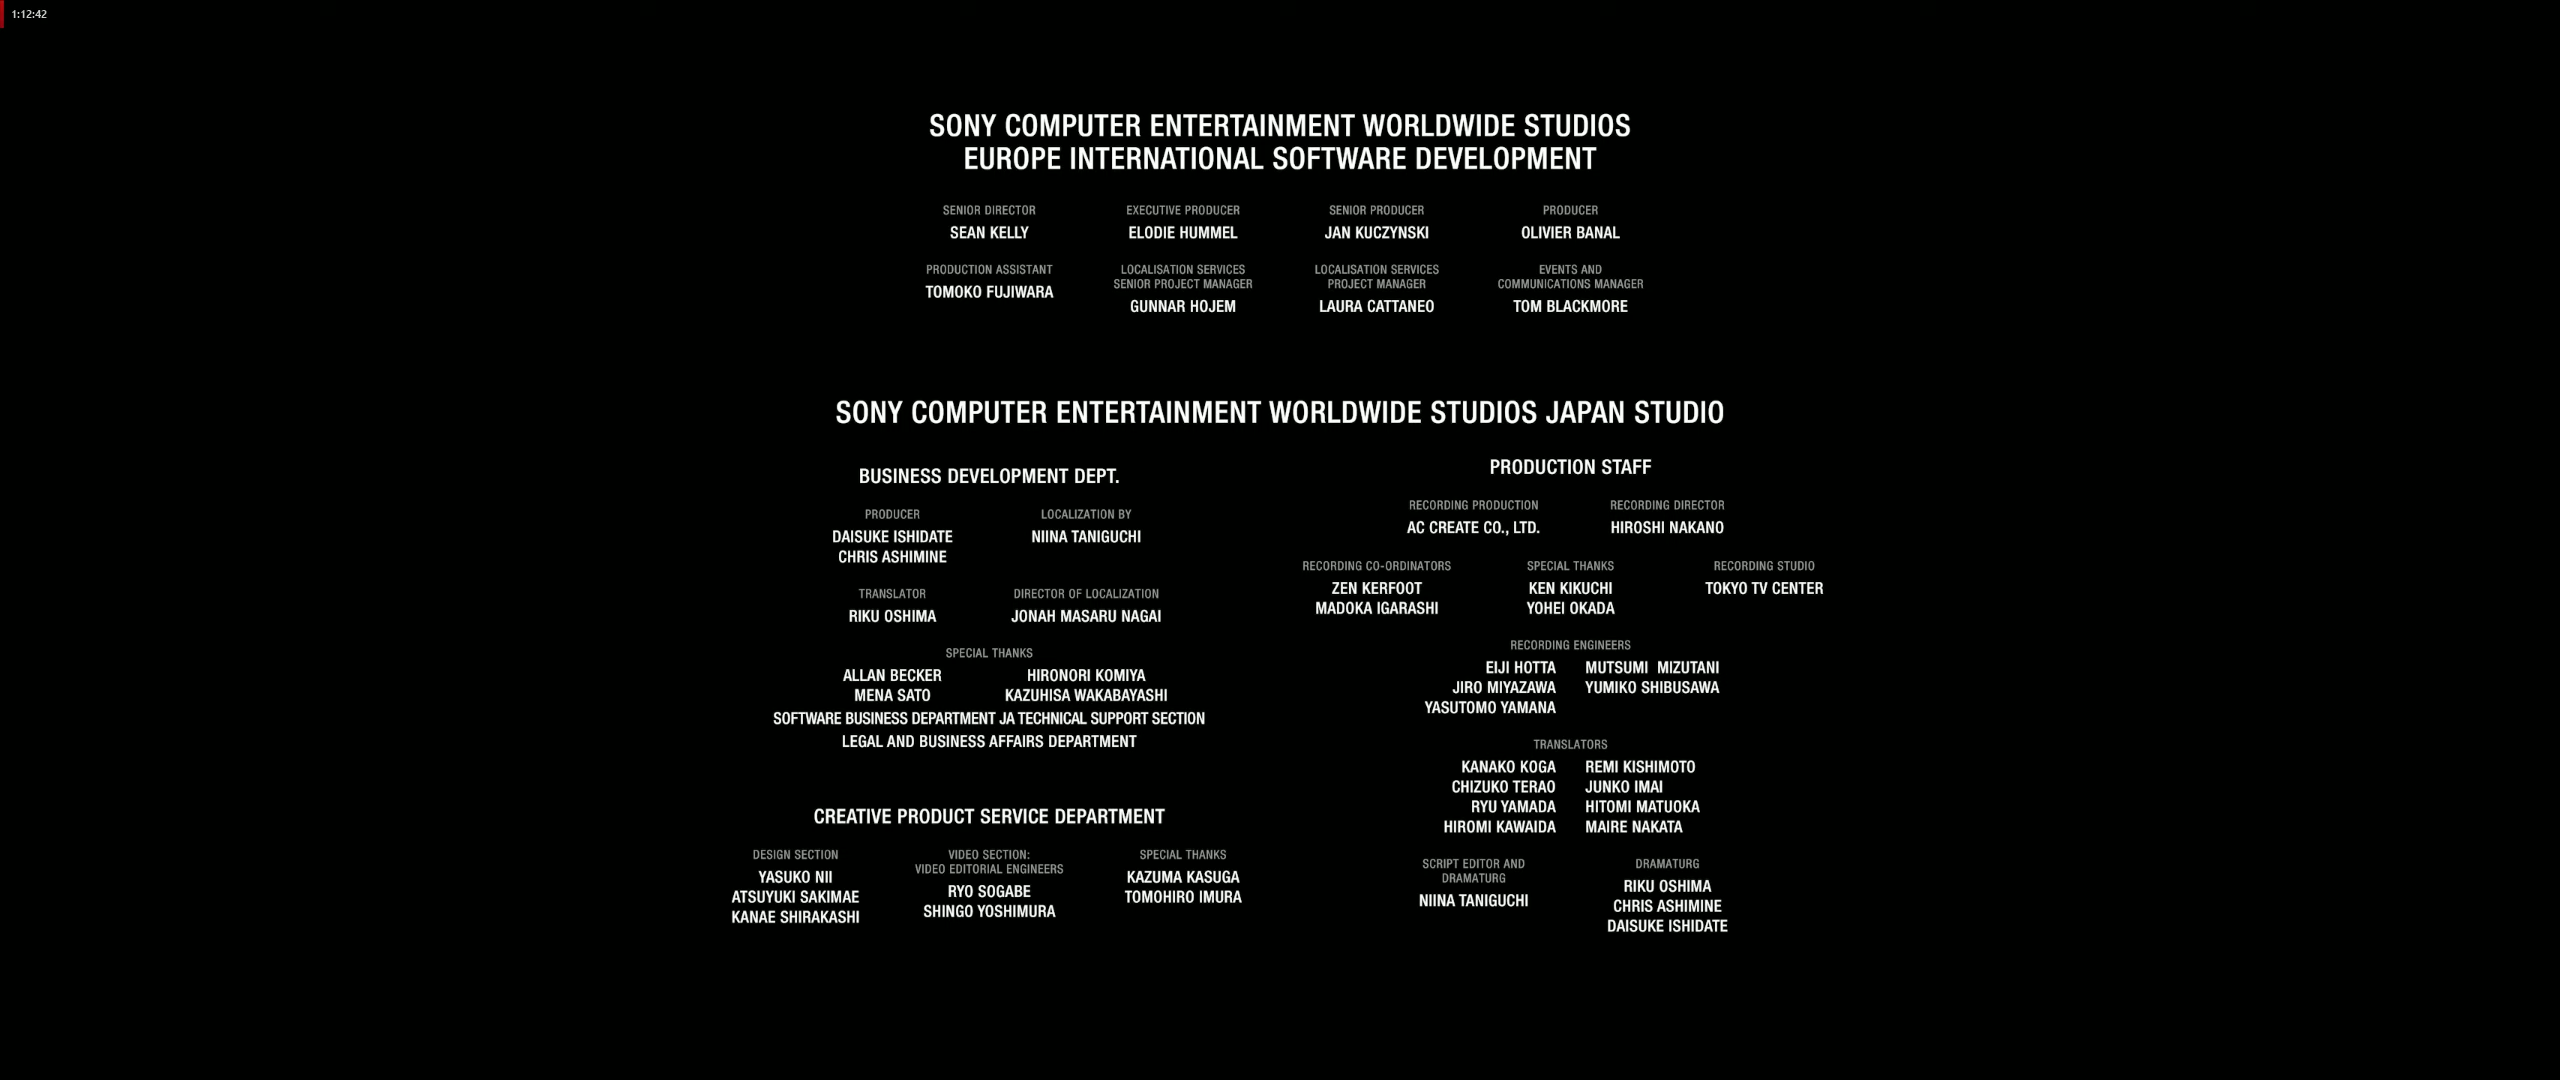 1:12:42
SONY COMPUTER ENTERTAINMENT WORLDWIDE STUDIOS
EUROPE INTERNATIONAL SOFTWARE DEVELOPMENT
SENIOR DIRECTOR
SEAN KELLY
EXECUTIVE PRODUCER
ELODIE HUMMEL
SENIOR PRODUCER
JAN KUCZYNSKI
PRODUCER
OLIVIER BANAL
PRODUCTION ASSISTANT
TOMOKO FUJIWARA
LOCALISATION SERVICES
SENIOR PROJECT MANAGER
GUNNAR HOJEM
LOCALISATION SERVICES
PROJECT MANAGER
LAURA CATTANEO
EVENTS AND
COMMUNICATIONS MANAGER
TOM BLACKMORE
SONY COMPUTER ENTERTAINMENT WORLDWIDE STUDIOS JAPAN STUDIO
BUSINESS DEVELOPMENT DEPT.
PRODUCER
DAISUKE ISHIDATE
CHRIS ASHIMINE
LOCALIZATION BY
NIINA TANIGUCHI
TRANSLATOR
RIKU OSHIMA
DIRECTOR OF LOCALIZATION
JONAH MASARU NAGAI
SPECIAL THANKS
ALLAN BECKER
MENA SATO
HIRONORI KOMIYA
KAZUHISA WAKABAYASHI
SOFTWARE BUSINESS DEPARTMENT JA TECHNICAL SUPPORT SECTION
LEGAL AND BUSINESS AFFAIRS DEPARTMENT
CREATIVE PRODUCT SERVICE DEPARTMENT
DESIGN SECTION
YASUKO NII
ATSUYUKI SAKIMAE
KANAE SHIRAKASHI
VIDEO SECTION:
VIDEO EDITORIAL ENGINEERS
RYO SOGABE
SHINGO YOSHIMURA
SPECIAL THANKS
KAZUMA KASUGA
TOMOHIRO IMURA
PRODUCTION STAFF
RECORDING PRODUCTION
AC CREATE CO., LTD.
RECORDING DIRECTOR
HIROSHI NAKANO
RECORDING CO-ORDINATORS
ZEN KERFOOT
MADOKA IGARASHI
SPECIAL THANKS
KEN KIKUCHI
YOHEI OKADA
RECORDING STUDIO
TOKYO TV CENTER
RECORDING ENGINEERS
EIJI HOTTA
JIRO MIYAZAWA
YASUTOMO YAMANA
MUTSUMI MIZUTANI
YUMIKO SHIBUSAWA
TRANSLATORS
KANAKO KOGA
CHIZUKO TERAO
RYU YAMADA
HIROMI KAWAIDA
REMI KISHIMOTO
JUNKO IMAI
HITOMI MATUOKA
MAIRE NAKATA
SCRIPT EDITOR AND
DRAMATURG
NIINA TANIGUCHI
DRAMATURG
RIKU OSHIMA
CHRIS ASHIMINE
DAISUKE ISHIDATE